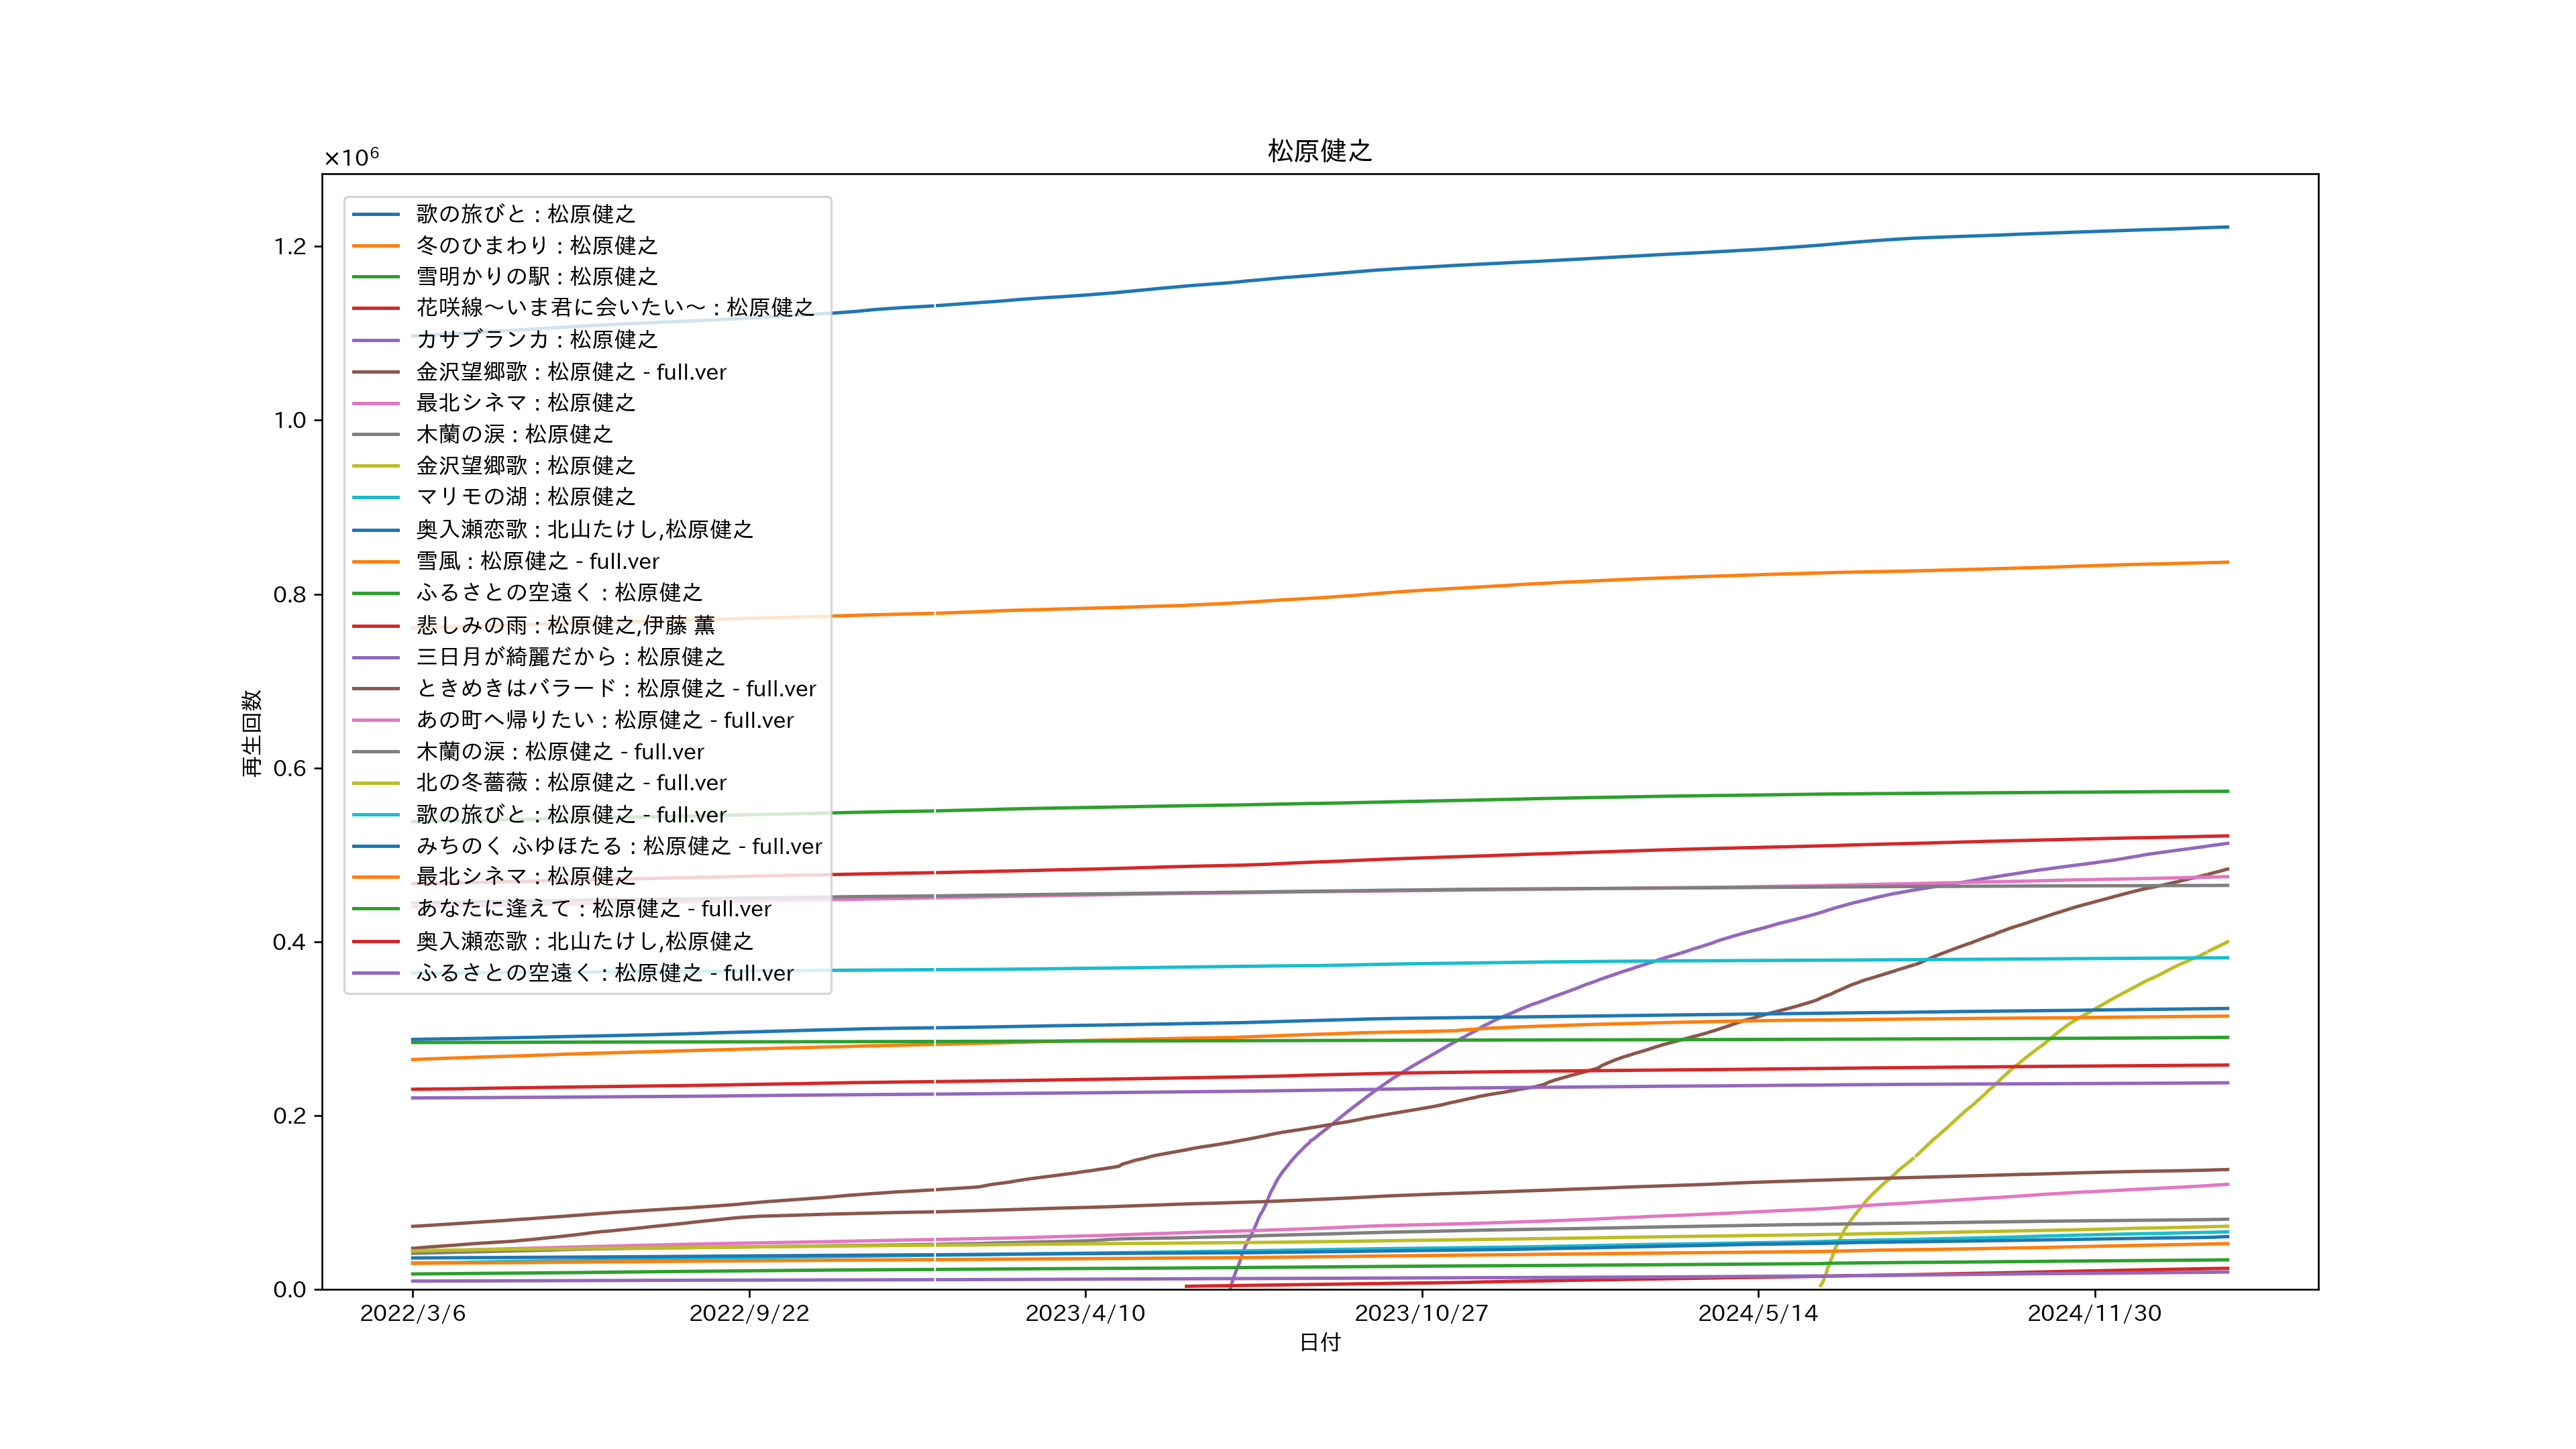 松原健之
×10⁶
1.2
1.0
0.8
0.6
0.4
0.2
0.0
再生回数
歌の旅びと : 松原健之
冬のひまわり : 松原健之
雪明かりの駅 : 松原健之
花咲線～いま君に会いたい～ : 松原健之
カサブランカ : 松原健之
金沢望郷歌 : 松原健之 - full.ver
最北シネマ : 松原健之
木蘭の涙 : 松原健之
金沢望郷歌 : 松原健之
マリモの湖 : 松原健之
奥入瀬恋歌 : 北山たけし,松原健之
雪風 : 松原健之 - full.ver
ふるさとの空遠く : 松原健之
悲しみの雨 : 松原健之,伊藤 薫
三日月が綺麗だから : 松原健之
ときめきはバラード : 松原健之 - full.ver
あの町へ帰りたい : 松原健之 - full.ver
木蘭の涙 : 松原健之 - full.ver
北の冬薔薇 : 松原健之 - full.ver
歌の旅びと : 松原健之 - full.ver
みちのく ふゆほたる : 松原健之 - full.ver
最北シネマ : 松原健之
あなたに逢えて : 松原健之 - full.ver
奥入瀬恋歌 : 北山たけし,松原健之
ふるさとの空遠く : 松原健之 - full.ver
2022/3/6
2022/9/22
2023/4/10
2023/10/27
2024/5/14
2024/11/30
日付